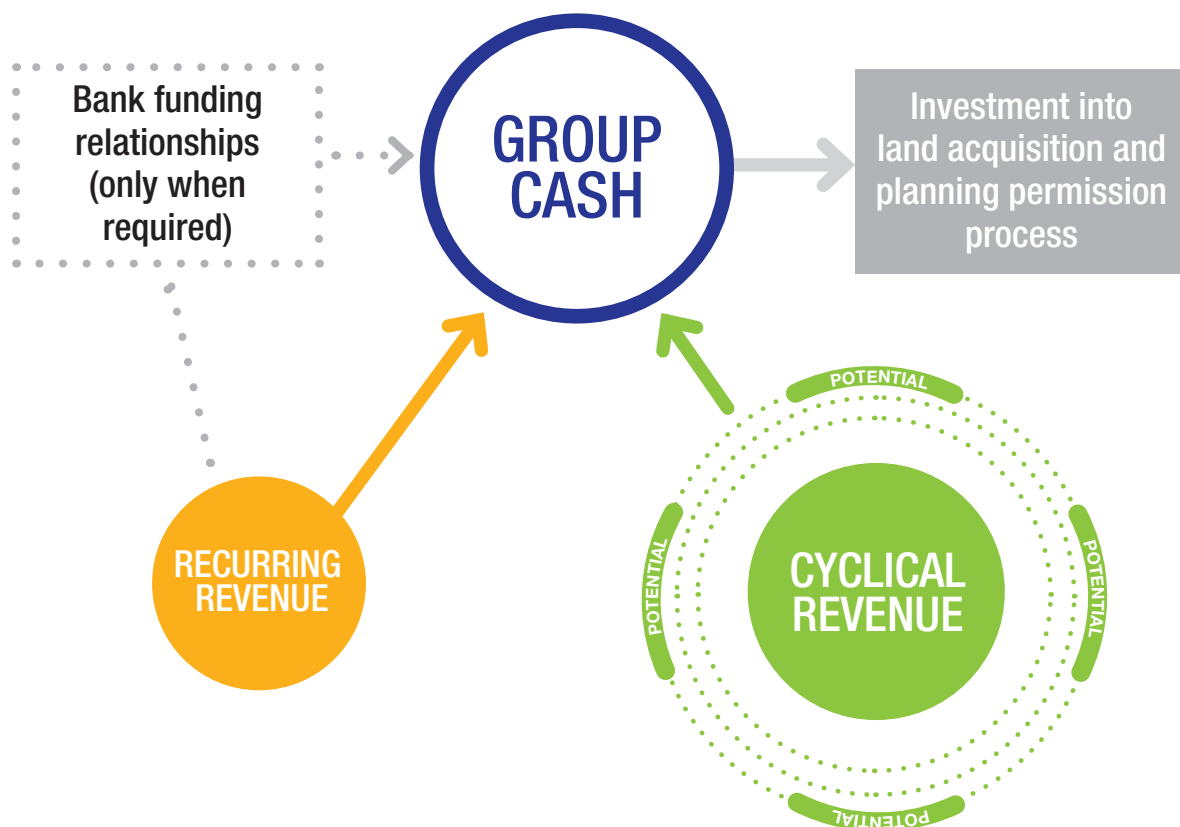 Bank funding
relationships
(only when
required)
GROUP
CASH
Investment into
land acquisition and
planning permission
process
RECURRING
REVENUE
POTENTIAL
POTENTIAL
CYCLICAL
REVENUE
POTENTIAL
POTENTIAL